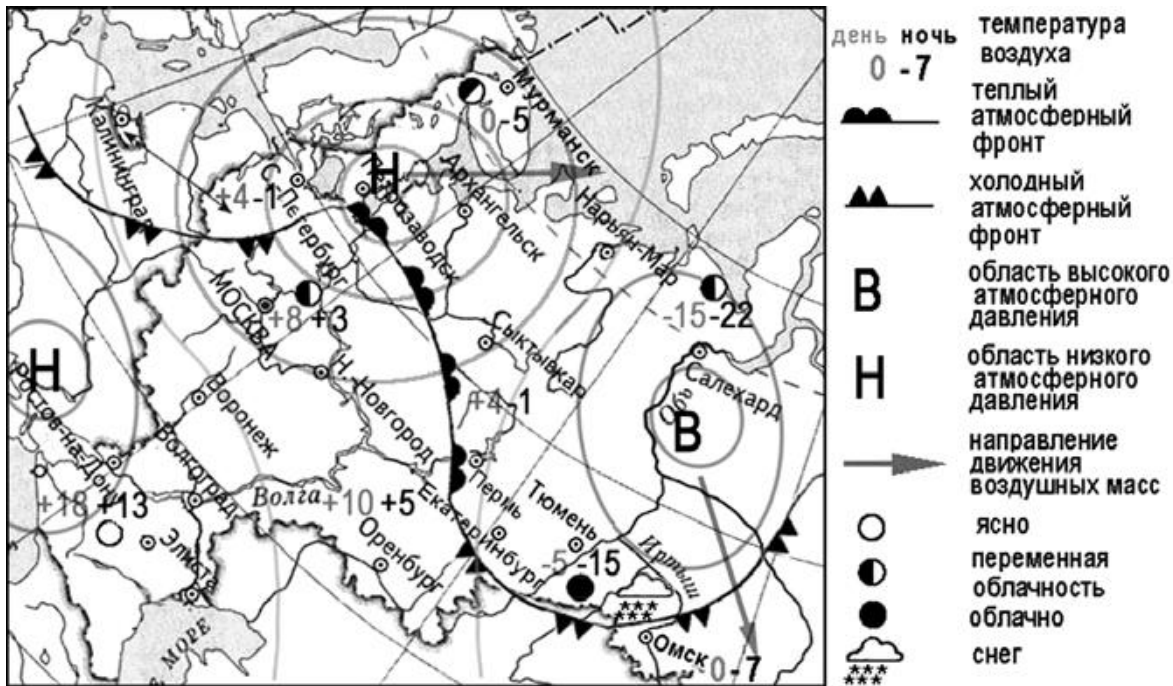 Мурманск
0 -5
Калининград
Н
Архангельск
+4 -1
С.-Петербург
Петрозаводск
Нарьян-Мар
МОСКВА
+8 +3
-15 -22
Сыктывкар
Салехард
Обь
В
Н
Воронеж
Н. Новгород
+4 -1
Ростов-на-Дону
Волгоград
Волга
+10 +5
Пермь
+18 +13
Екатеринбург
Тюмень
Иртыш
Оренбург
Элиста
-5 -15
МОРЕ
Омск
-0 -7
день ночь
0 -7
температура
воздуха
теплый
атмосферный
фронт
холодный
атмосферный
фронт
В
область высокого
атмосферного
давления
Н
область низкого
атмосферного
давления
направление
движения
воздушных масс
ясно
переменная
облачность
облачно
снег